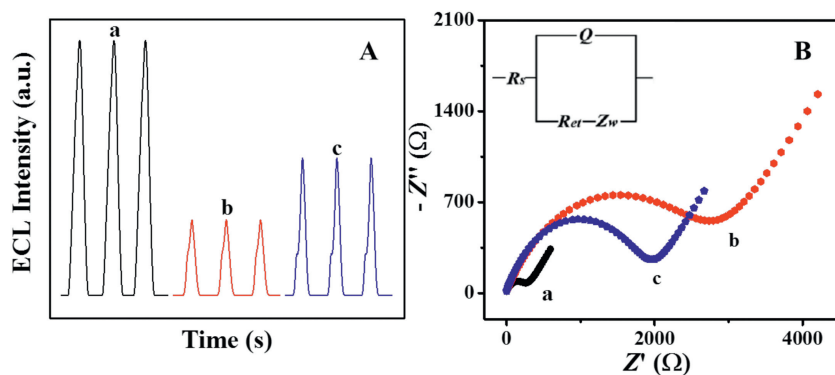 A
a
b
c
ECL Intensity (a.u.)
Time (s)
B
2100
1400
700
0
- Z'' (Ω)
Q
Rs
Ret Zw
a
b
c
0 2000 4000
Z' (Ω)